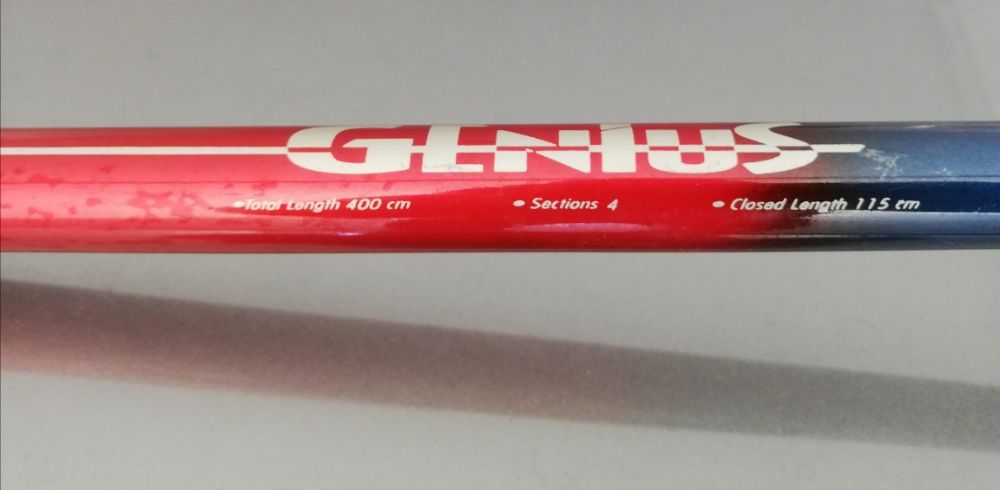 GENIUS
•Total Length 400 cm •Sections 4 •Closed Length 115 cm